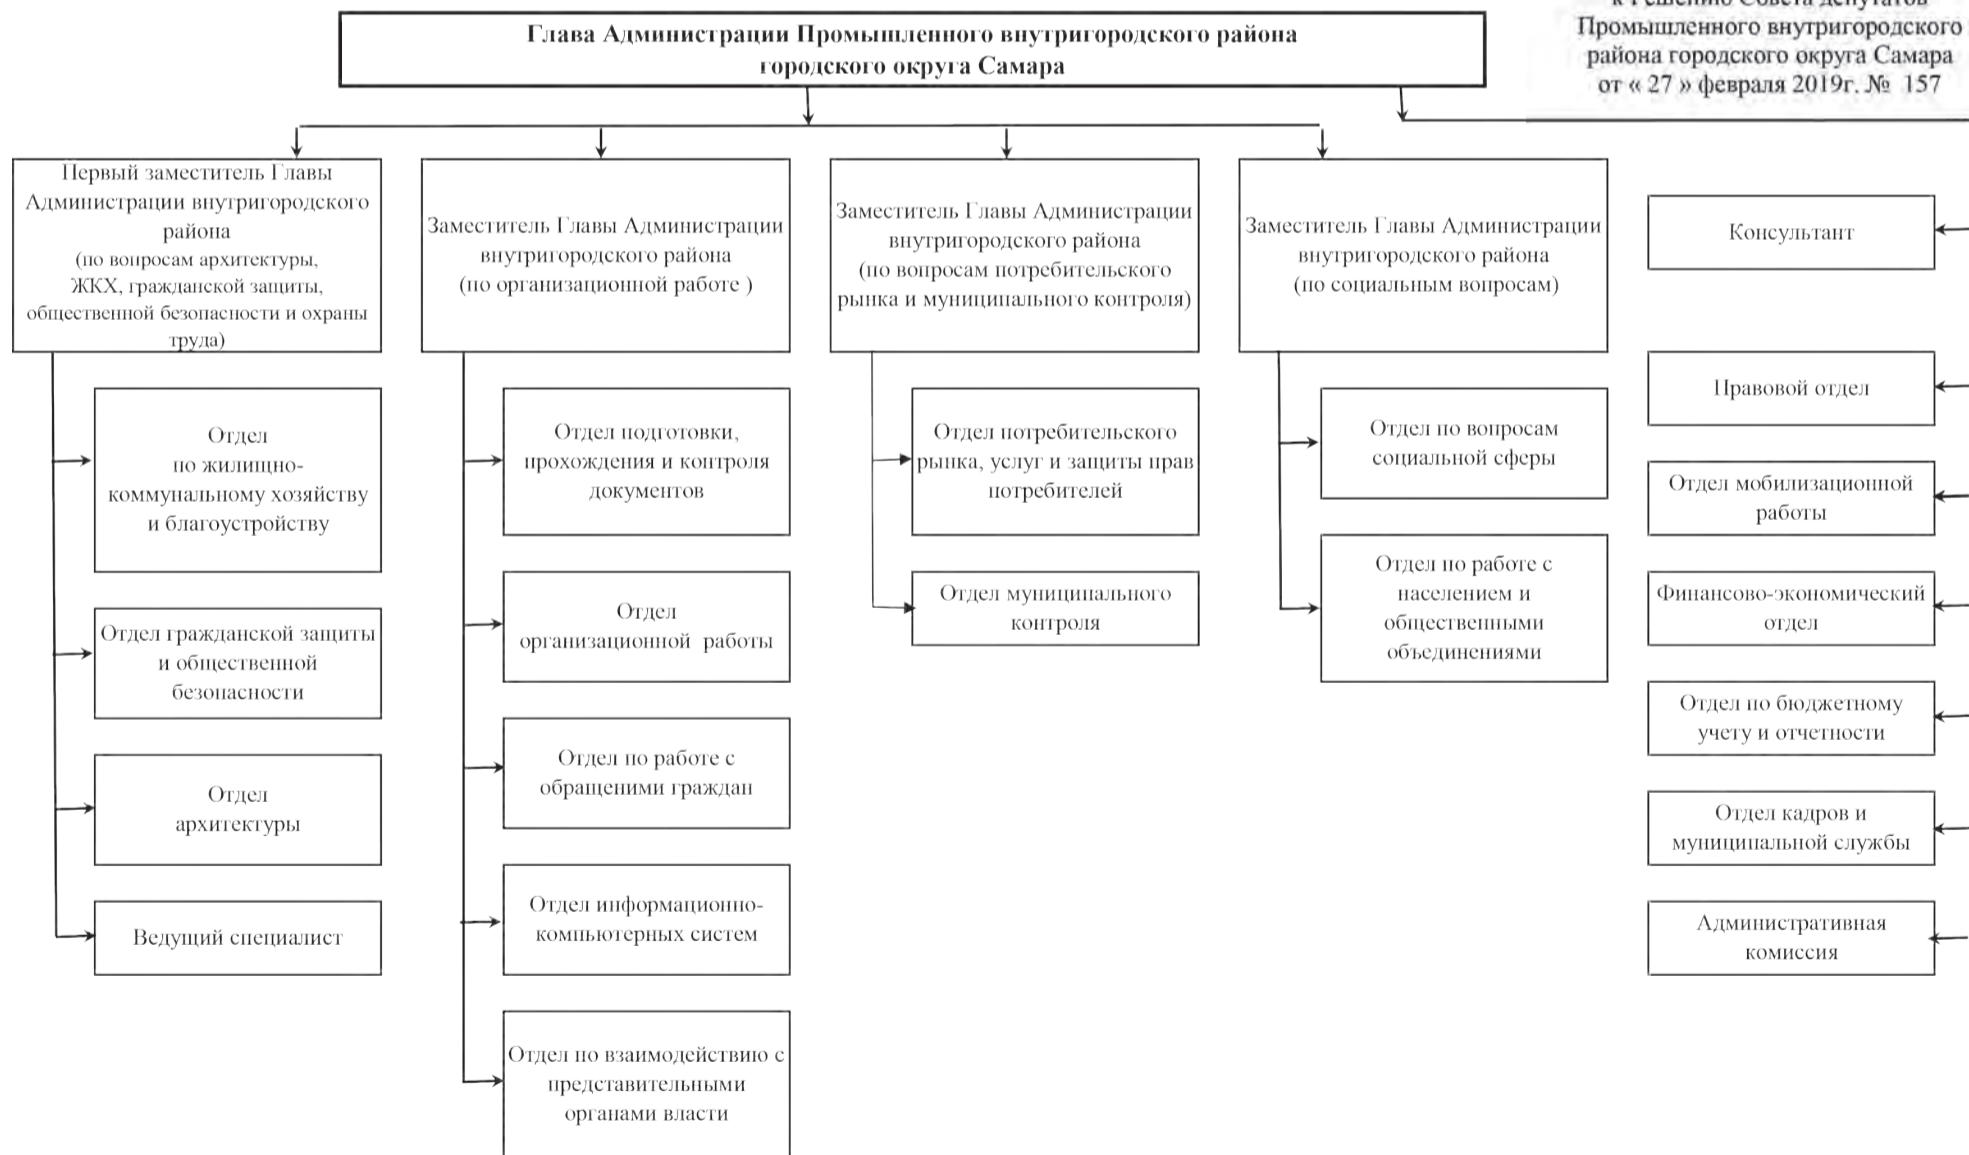 к Решению Совета депутатов
Промышленного внутригородского
района городского округа Самара
от « 27 » февраля 2019г. № 157
Глава Администрации Промышленного внутригородского района
городского округа Самара
Первый заместитель Главы
Администрации внутригородского
района
(по вопросам архитектуры,
ЖКХ, гражданской защиты,
общественной безопасности и охраны
труда)
Отдел
по жилищно-
коммунальному хозяйству
и благоустройству
Отдел гражданской защиты
и общественной
безопасности
Отдел
архитектуры
Ведущий специалист
Заместитель Главы Администрации
внутригородского района
(по организационной работе )
Отдел подготовки,
прохождения и контроля
документов
Отдел
организационной работы
Отдел по работе с
обращеними граждан
Отдел информационно-
компьютерных систем
Отдел по взаимодействию с
представительными
органами власти
Заместитель Главы Администрации
внутригородского района
(по вопросам потребительского
рынка и муниципального контроля)
Отдел потребительского
рынка, услуг и защиты прав
потребителей
Отдел муниципального
контроля
Заместитель Главы Администрации
внутригородского района
(по социальным вопросам)
Отдел по вопросам
социальной сферы
Отдел по работе с
населением и
общественными
объединениями
Консультант
Правовой отдел
Отдел мобилизационной
работы
Финансово-экономический
отдел
Отдел по бюджетному
учету и отчетности
Отдел кадров и
муниципальной службы
Административная
комиссия